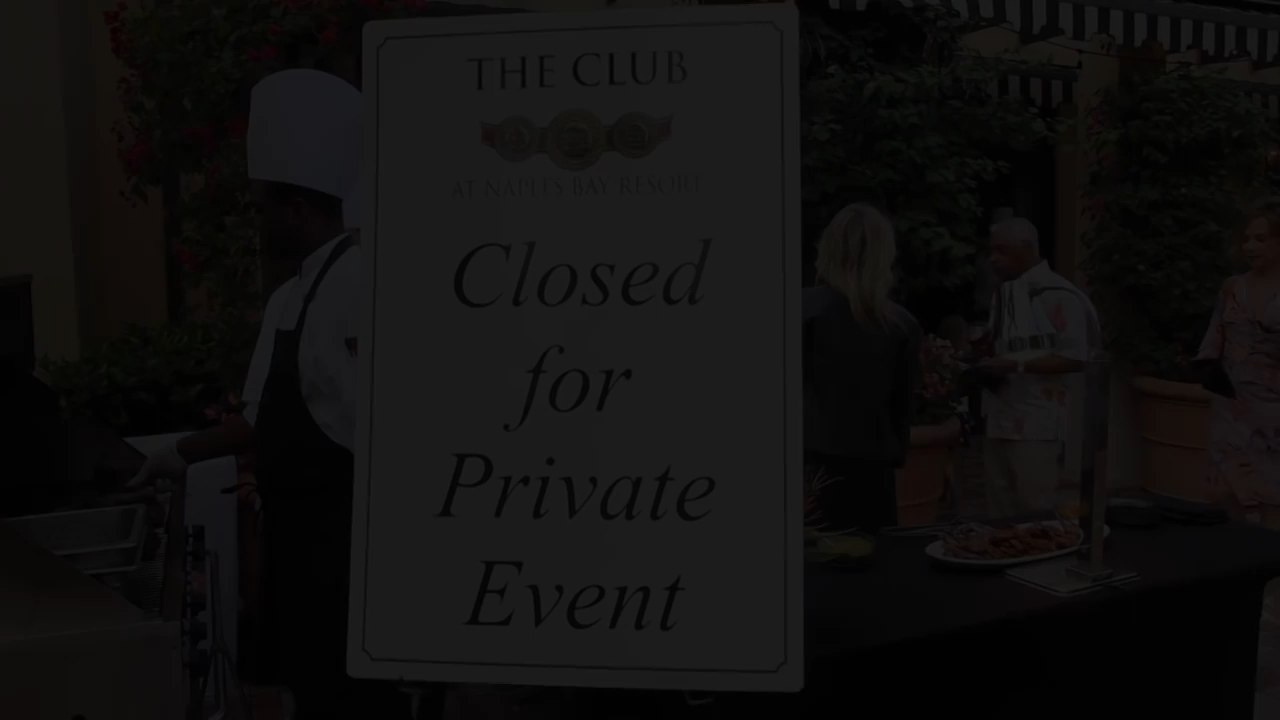 THE CLUB
AT NAPLES BAY RESORT
Closed
for
Private
Event